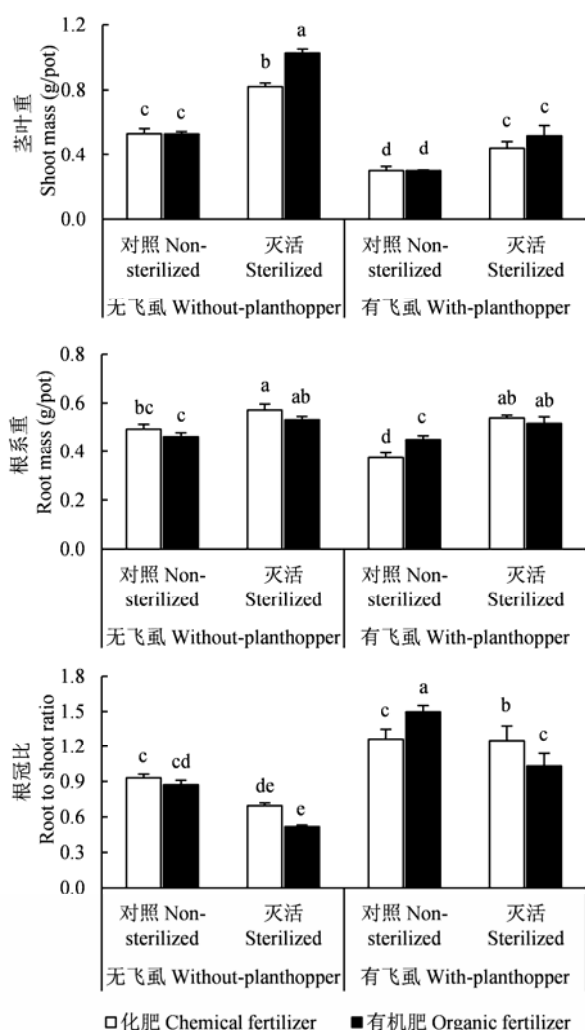 茎叶重
Shoot mass (g/pot)
1.2
0.8
0.4
0.0
c
c
b
a
d
d
c
c
对照 Non-
sterilized
灭活
Sterilized
对照 Non-
sterilized
灭活
Sterilized
无飞虱 Without-planthopper
有飞虱 With-planthopper
根系重
Root mass (g/pot)
0.8
0.6
0.4
0.2
0.0
bc
c
a
ab
d
c
ab
ab
对照 Non-
sterilized
灭活
Sterilized
对照 Non-
sterilized
灭活
Sterilized
无飞虱 Without-planthopper
有飞虱 With-planthopper
根冠比
Root to shoot ratio
1.8
1.5
1.2
0.9
0.6
0.3
0.0
c
cd
de
e
c
a
b
c
对照 Non-
sterilized
灭活
Sterilized
对照 Non-
sterilized
灭活
Sterilized
无飞虱 Without-planthopper
有飞虱 With-planthopper
化肥 Chemical fertilizer
有机肥 Organic fertilizer